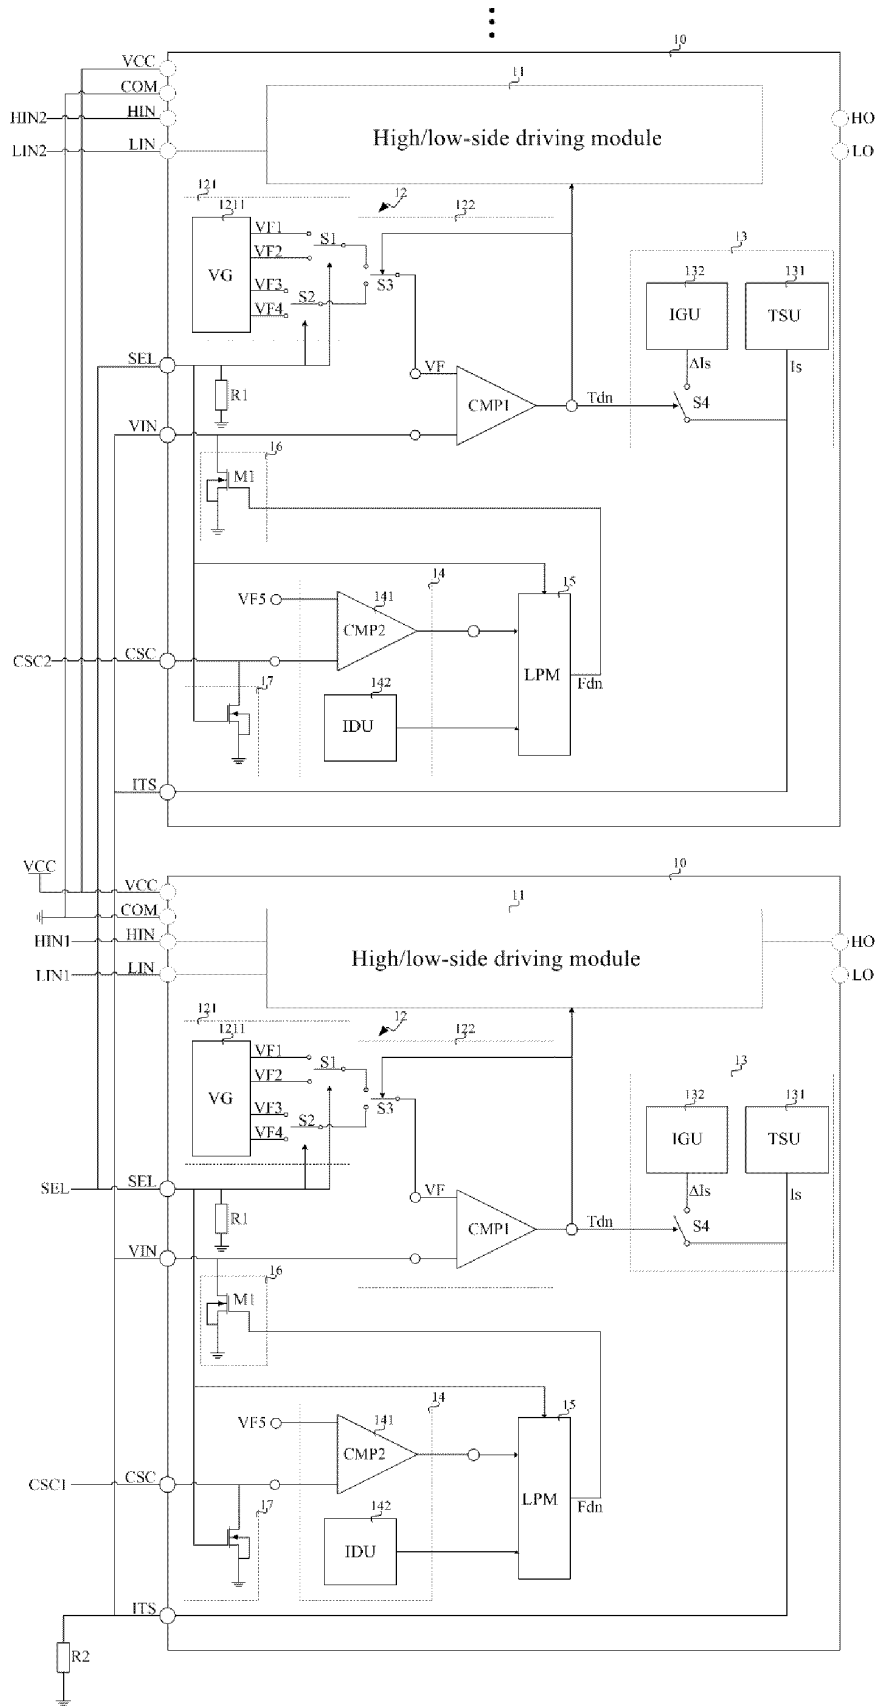 10
VCC
COM
11
HIN2 HIN HO
High/low-side driving module
LIN2 LIN LO
121 12 122
1211 VF1 S1 13
VF2 132 131
VG S3
VF3 IGU TSU
S2
VF4
SEL VF ΔIs Is
R1 CMP1 Tdn S4
VIN
16
M1
14 15
VF5 141
CMP2
CSC2 CSC
LPM
17 142 Fdn
IDU
ITS
VCC 10
VCC 11
COM
HIN1 HIN HO
High/low-side driving module
LIN1 LIN LO
121 12 122
1211 VF1 S1 13
VF2 132 131
VG S3
VF3 IGU TSU
S2
VF4
SEL SEL VF ΔIs Is
R1 CMP1 Tdn S4
VIN
16
M1
14 15
VF5 141
CMP2
CSC1 CSC
LPM
17 142 Fdn
IDU
ITS
R2